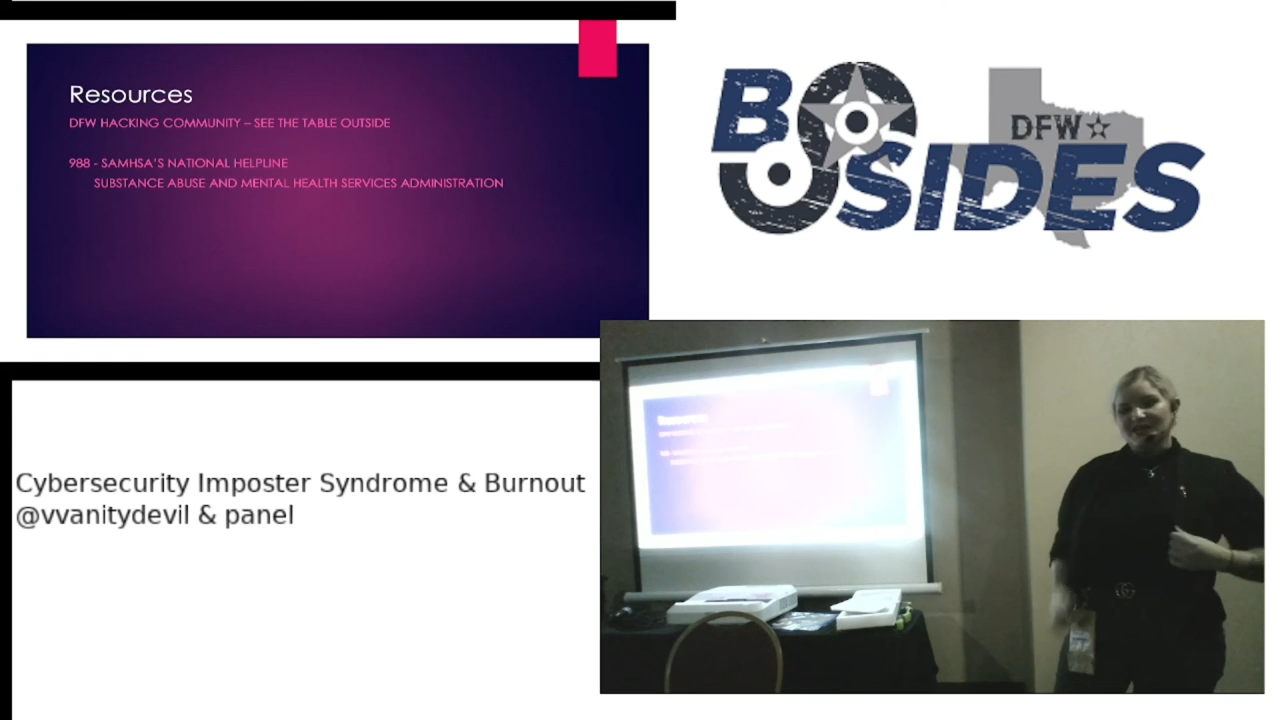 Resources
DFW HACKING COMMUNITY – SEE THE TABLE OUTSIDE
988 - SAMHSA'S NATIONAL HELPLINE
SUBSTANCE ABUSE AND MENTAL HEALTH SERVICES ADMINISTRATION
BSIDES
DFW
Cybersecurity Imposter Syndrome & Burnout
@vvanitydevil & panel
Resources